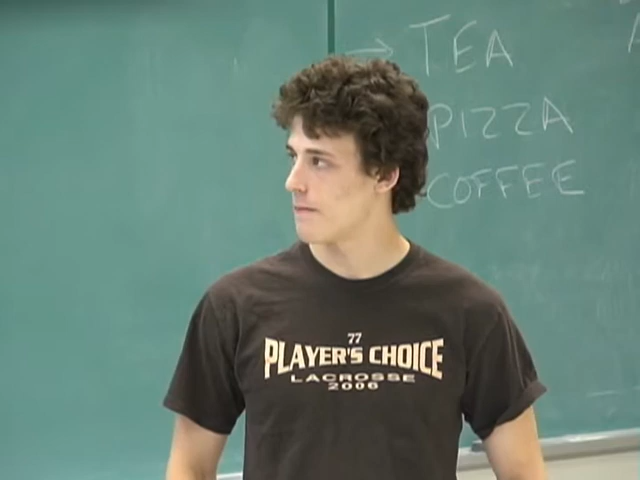 → TEA
PIZZA
COFFEE
77
PLAYER'S CHOICE
LACROSSE
2006